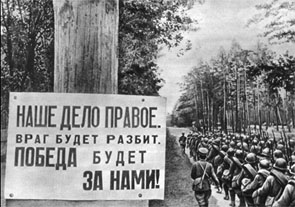 НАШЕ ДЕЛО ПРАВОЕ.
ВРАГ БУДЕТ РАЗБИТ.
ПОБЕДА БУДЕТ
ЗА НАМИ!